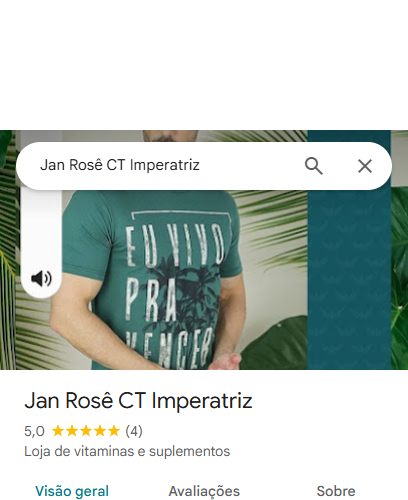 Jan Rosê CT Imperatriz
EU VIVO
PRA
VENCER
Jan Rosê CT Imperatriz
5,0 (4)
Loja de vitaminas e suplementos
Visão geral Avaliações Sobre